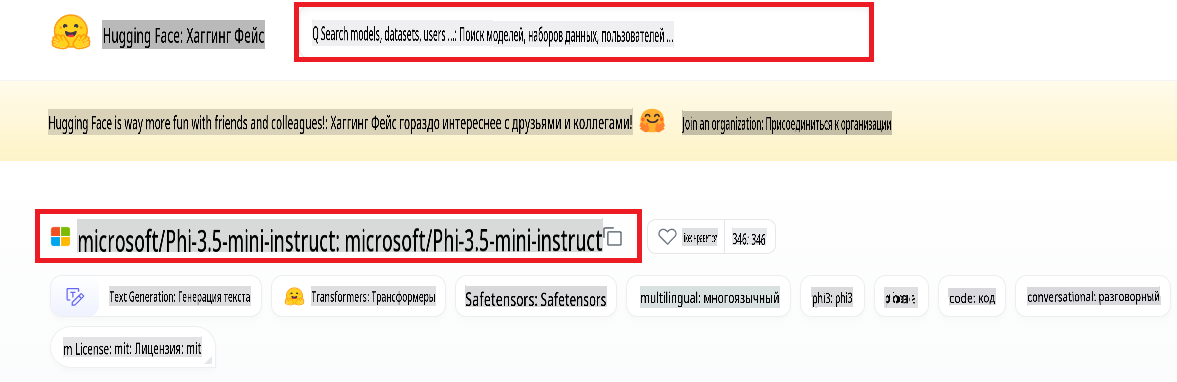 Hugging Face: Хаггинг Фейс
Q Search models, datasets, users ...: Поиск моделей, наборов данных, пользователей ...
Hugging Face is way more fun with friends and colleagues!: Хаггинг Фейс гораздо интереснее с друзьями и коллегами!
Join an organization: Присоединиться к организации
microsoft/Phi-3.5-mini-instruct: microsoft/Phi-3.5-mini-instruct
346: 346
Text Generation: Генерация текста
Transformers: Трансформеры
Safetensors: Safetensors
multilingual: многоязычный
phi3: phi3
code: код
conversational: разговорный
m License: mit: Лицензия: mit